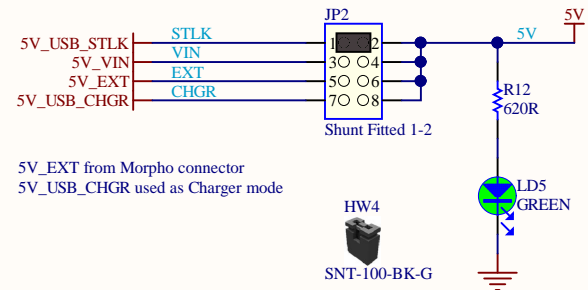 JP2
5V
5V_USB_STLK STLK 1 2 5V
5V_VIN VIN 3 4
5V_EXT EXT 5 6
5V_USB_CHGR CHGR 7 8
R12
620R
Shunt Fitted 1-2
5V_EXT from Morpho connector
5V_USB_CHGR used as Charger mode
LD5
GREEN
HW4
SNT-100-BK-G